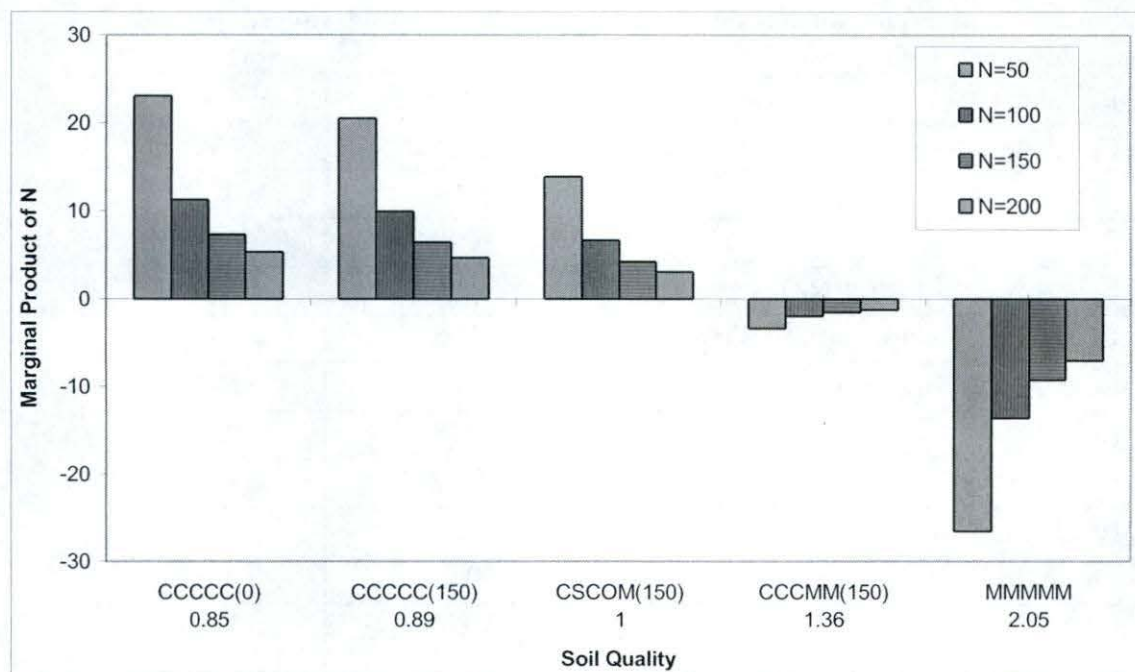 30
20
10
0
-10
-20
-30
Marginal Product of N
N=50
N=100
N=150
N=200
CCCCC(0) CCCCC(150) CSCOM(150) CCCMM(150) MMMMM
0.85 0.89 1 1.36 2.05
Soil Quality